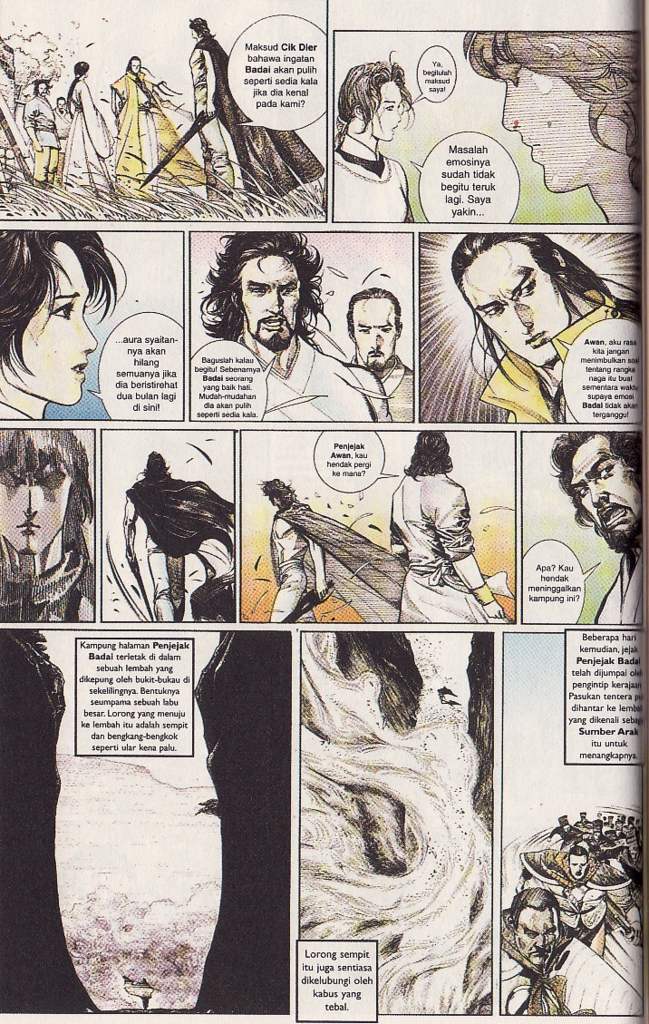 Maksud Cik Dier
bahawa ingatan
Badai akan pulih
seperti sedia kala
jika dia kenal
pada kami?
Ya,
begitulah
maksud
saya!
Masalah
emosinya
sudah tidak
begitu teruk
lagi. Saya
yakin...
...aura syaitan-
nya akan
hilang
semuanya jika
dia beristirehat
dua bulan lagi
di sini!
Baguslah kalau
begitu! Sebenarnya
Badai seorang
yang baik hati.
Mudah-mudahan
dia akan pulih
seperti sedia kala.
Awan, aku rasa
kita jangan
menimbulkan
tentang rangka
naga itu buat
sementara waktu
supaya emosi
Badai tidak
terganggu!
Penjejak
Awan, kau
hendak pergi
ke mana?
Apa? Kau
hendak
meninggalkan
kampung ini?
Kampung halaman Penjejak
Badai terletak di dalam
sebuah lembah yang
dikepung oleh bukit-bukau di
sekelilingnya. Bentuknya
seumpama sebuah labu
besar. Lorong yang menuju
ke lembah itu adalah sempit
dan bengkang-bengkok
seperti ular kena palu.
Lorong sempit
itu juga sentiasa
dikelubungi oleh
kabus yang
tebal.
Beberapa hari
kemudian, jejak
Penjejak Badai
telah dijumpai
pengintip
Pasukan tentera
dihantar ke
yang dikenali
Sumber Arak
itu untuk
menangkapnya.